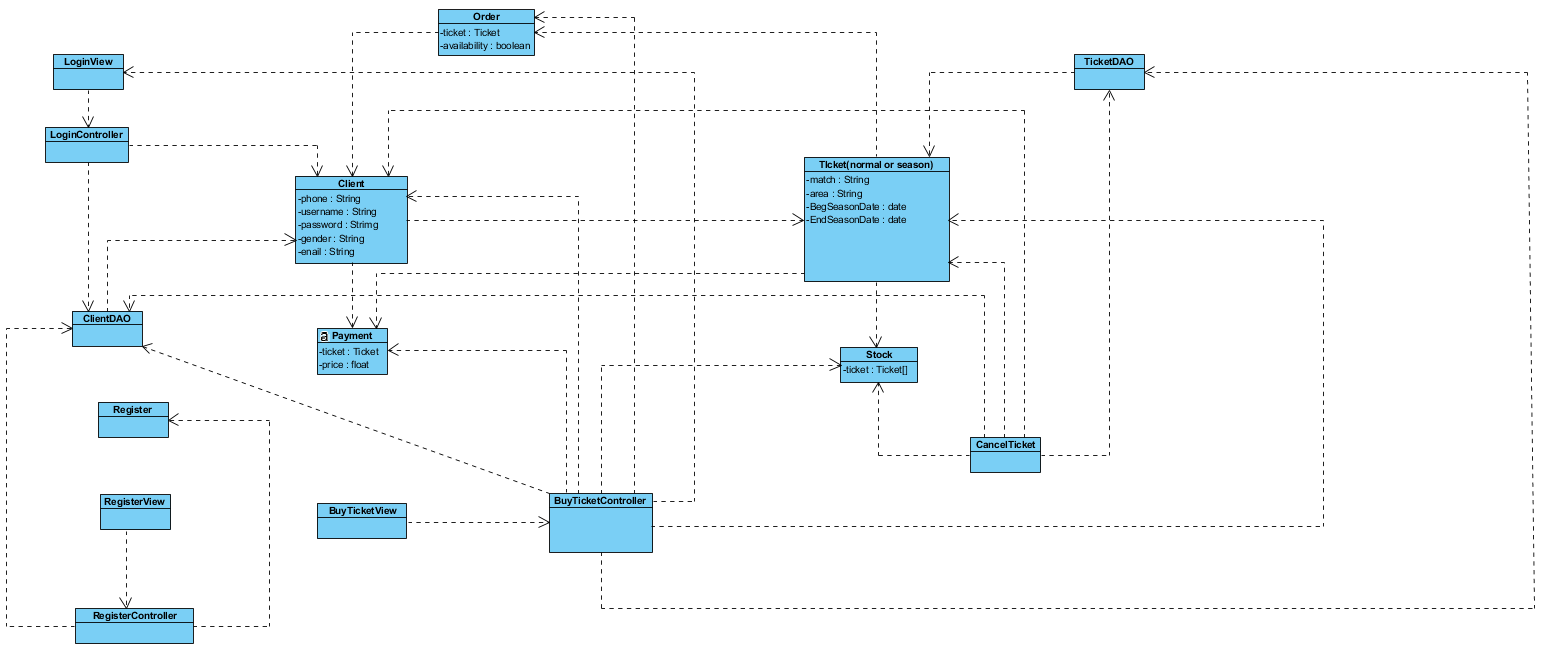 Order
-ticket : Ticket
-availability : boolean
LoginView
TicketDAO
LoginController
TIcket(normal or season)
-match : String
-area : String
-BegSeasonDate : date
-EndSeasonDate : date
Client
-phone : String
-username : String
-password : Strimg
-gender : String
-enail : String
ClientDAO
Payment
-ticket : Ticket
-price : float
Stock
-ticket : Ticket[]
Register
CancelTicket
RegisterView
BuyTicketView
BuyTicketController
RegisterController